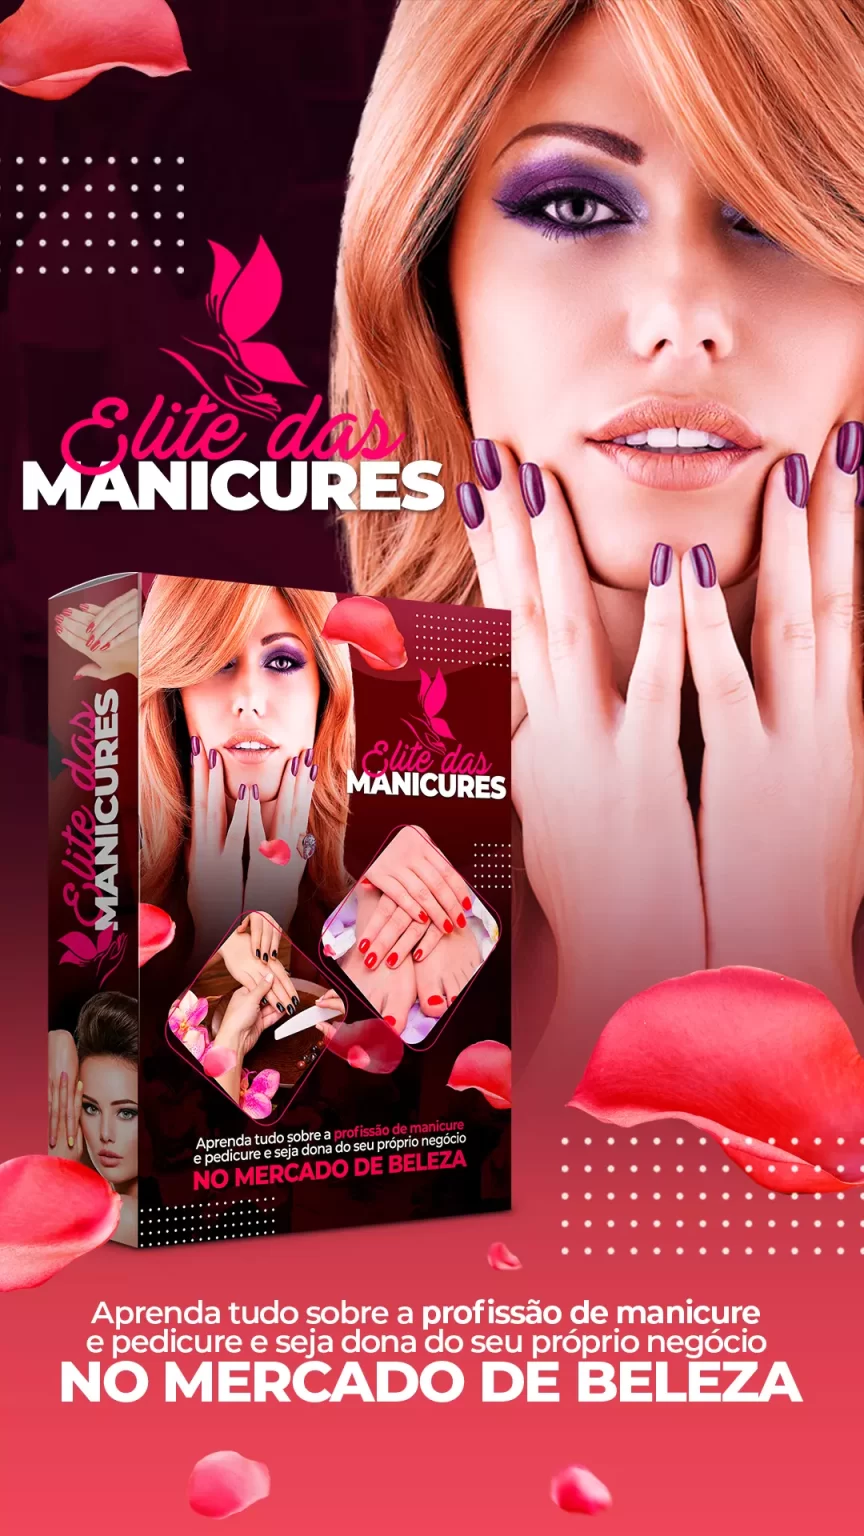 Elite das
MANICURES
Elite das
MANICURES
Elite das
MANICURES
Aprenda tudo sobre a profissão de manicure
e pedicure e seja dona do seu próprio negócio
NO MERCADO DE BELEZA
Aprenda tudo sobre a profissão de manicure
e pedicure e seja dona do seu próprio negócio
NO MERCADO DE BELEZA